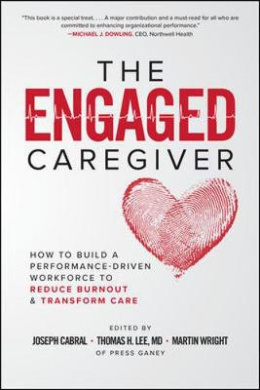 "This book is a special treat. . . . A major contribution and a must-read for all who are
committed to enhancing organizational performance."
—MICHAEL J. DOWLING, CEO, Northwell Health
THE
ENGAGED
CAREGIVER
HOW TO BUILD A
PERFORMANCE-DRIVEN
WORKFORCE TO
REDUCE BURNOUT
& TRANSFORM CARE
EDITED BY
JOSEPH CABRAL • THOMAS H. LEE, MD • MARTIN WRIGHT
OF PRESS GANEY